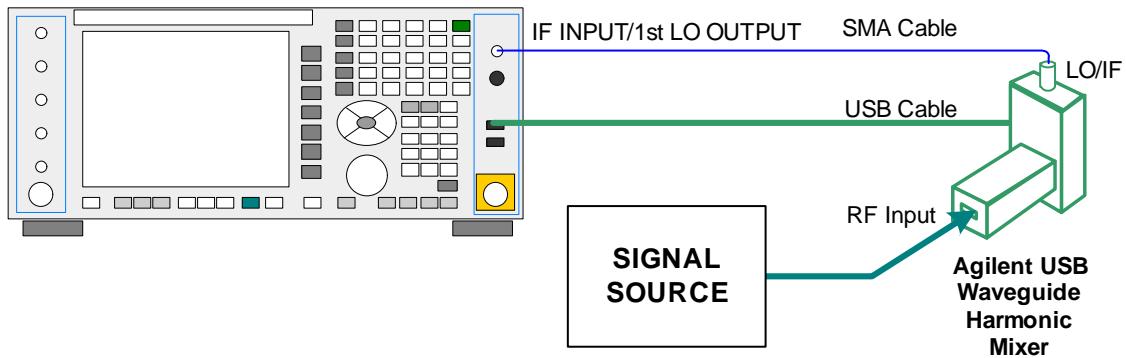 IF INPUT/1st LO OUTPUT
SMA Cable
LO/IF
USB Cable
RF Input
SIGNAL
SOURCE
Agilent USB
Waveguide
Harmonic
Mixer